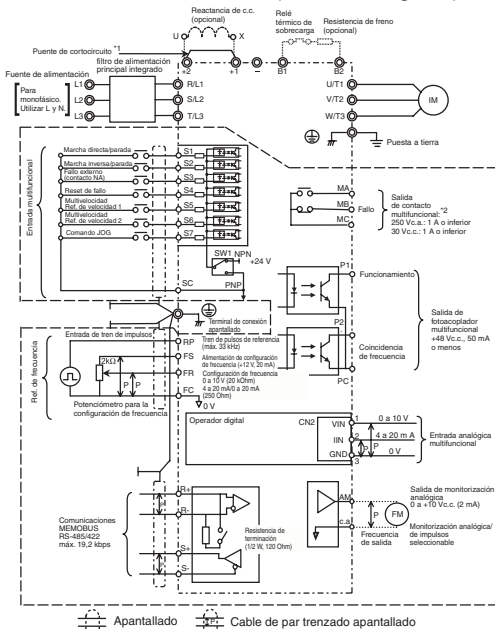 Reactancia de c.c.
(opcional)
U X
Relé
térmico de
sobrecarga
Resistencia de freno
(opcional)
Puente de cortocircuito *1
filtro de alimentación
principal integrado
+2 +1 − B1 B2
Fuente de alimentación
Para
monofásico.
Utilizar L y N.
L1 R/L1
L2 S/L2
L3 T/L3
U/T1
V/T2
W/T3
IM
Puesta a tierra
Entrada multifuncional
Marcha directa/parada S1
Marcha inversa/parada S2
Fallo externo
(contacto NA) S3
Reset de fallo S4
Multivelocidad
Ref. de velocidad 1 S5
Multivelocidad
Ref. de velocidad 2 S6
Comando JOG S7
SW1 NPN
+24 V
SC PNP
MA
MB
MC
Fallo
Salida
de contacto
multifuncional: *2
250 Vc.a.: 1 A o inferior
30 Vc.c.: 1 A o inferior
Terminal de conexión
apantallado
P1
Funcionamiento
P2
Coincidencia
de frecuencia
PC
Salida de
fotoacoplador
multifuncional
+48 Vc.c., 50 mA
o menos
Ref. de frecuencia
Entrada de tren de impulsos
RP
Tren de pulsos de referencia
(máx. 33 kHz)
2kΩ
FS
Alimentación de configuración
de frecuencia (+12 V, 20 mA)
FR
Configuración de frecuencia
0 a 10 V (20 kOhm)
4 a 20 mA/0 a 20 mA
(250 Ohm)
P P
FC
0 V
Potenciómetro para la
configuración de frecuencia
Operador digital
CN2
VIN 1 0 a 10 V
IIN 2 4 a 20 m A
GND 3 0 V
P P
Entrada analógica
multifuncional
Comunicaciones
MEMOBUS
RS-485/422
máx. 19,2 kbps
R+
P
R-
S+
P
S-
Resistencia de
terminación
(1/2 W, 120 Ohm)
AM
c.a
P
FM
Frecuencia
de salida
Salida de monitorización
analógica
0 a +10 Vc.c. (2 mA)
Monitorización analógica/
de impulsos
seleccionable
Apantallado
P Cable de par trenzado apantallado